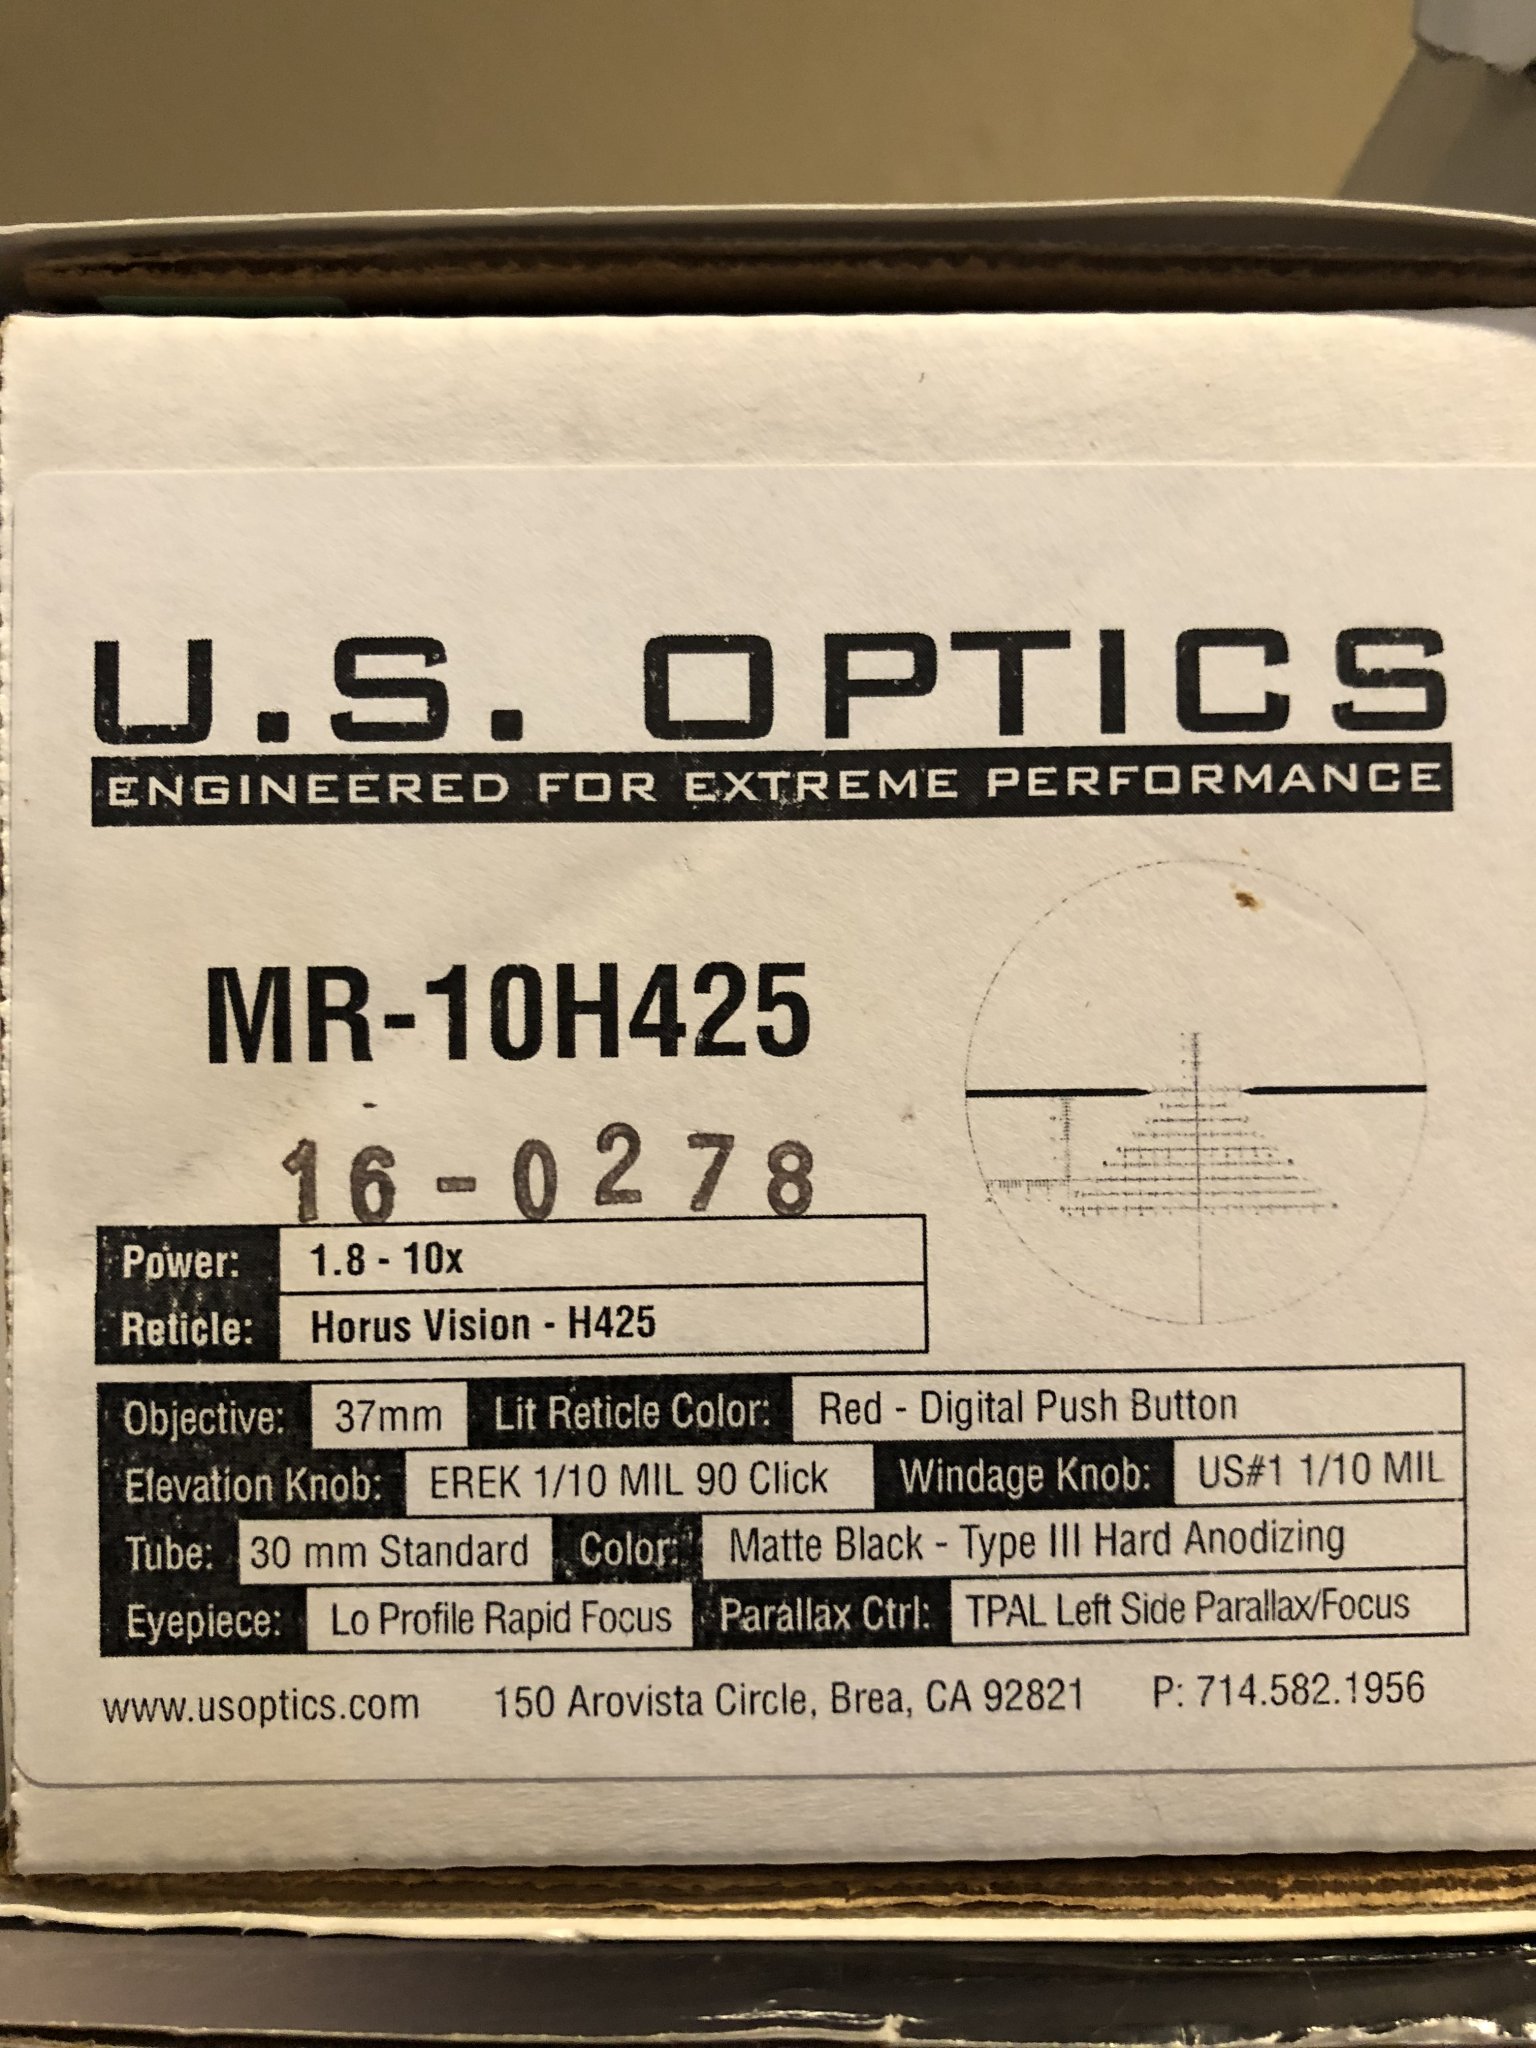 U.S. OPTICS
ENGINEERED FOR EXTREME PERFORMANCE
MR-10H425
16-0278
Power: 1.8 - 10x
Reticle: Horus Vision - H425
Objective: 37mm Lit Reticle Color: Red - Digital Push Button
Elevation Knob: EREK 1/10 MIL 90 Click Windage Knob: US#1 1/10 MIL
Tube: 30 mm Standard Color: Matte Black - Type III Hard Anodizing
Eyepiece: Lo Profile Rapid Focus Parallax Ctrl: TPAL Left Side Parallax/Focus
www.usoptics.com 150 Arovista Circle, Brea, CA 92821 P: 714.582.1956